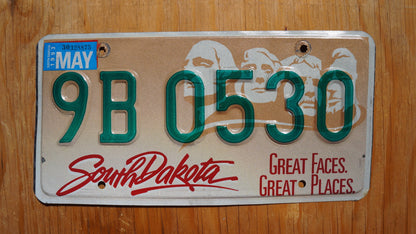 MAY
9B 0530
South Dakota
GREAT FACES.
GREAT PLACES.